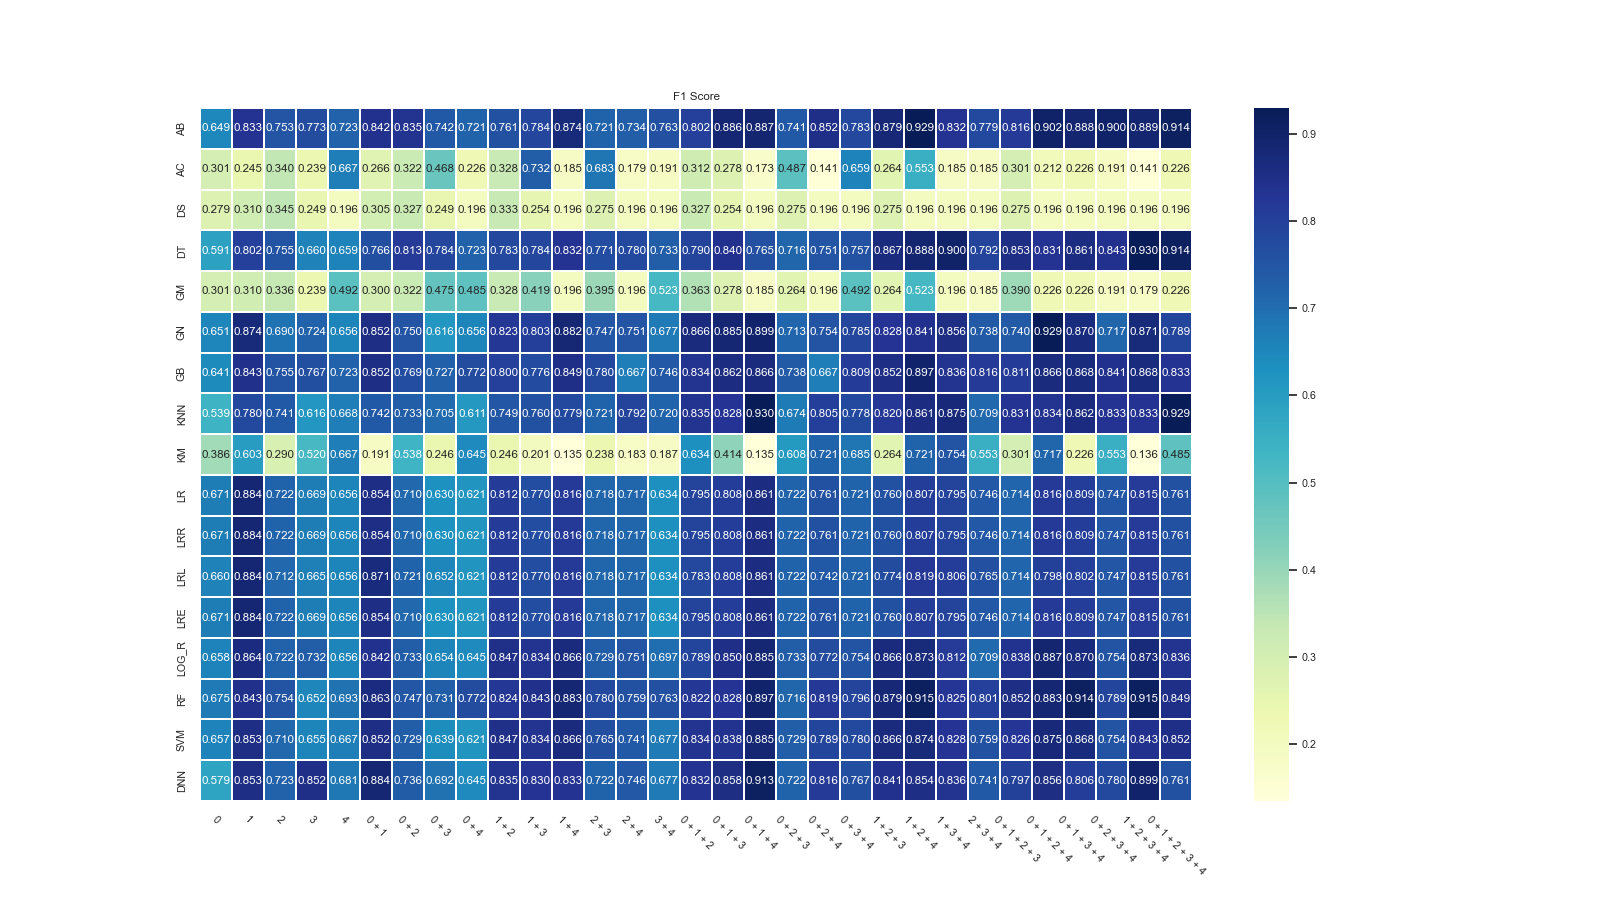 F1 Score
AB 0.649 0.833 0.753 0.773 0.723 0.842 0.835 0.742 0.721 0.761 0.784 0.874 0.721 0.734 0.763 0.802 0.886 0.887 0.741 0.852 0.783 0.879 0.929 0.832 0.779 0.816 0.902 0.888 0.900 0.889 0.914
0.9
AC 0.301 0.245 0.340 0.239 0.667 0.266 0.322 0.468 0.226 0.328 0.732 0.185 0.683 0.179 0.191 0.312 0.278 0.173 0.487 0.141 0.659 0.264 0.553 0.185 0.185 0.301 0.212 0.226 0.191 0.141 0.226
DS 0.279 0.310 0.345 0.249 0.196 0.305 0.327 0.249 0.196 0.333 0.254 0.196 0.275 0.196 0.196 0.327 0.254 0.196 0.275 0.196 0.196 0.275 0.196 0.196 0.196 0.275 0.196 0.196 0.196 0.196 0.196
0.8
DT 0.591 0.802 0.755 0.660 0.659 0.766 0.813 0.784 0.723 0.783 0.784 0.832 0.771 0.780 0.733 0.790 0.840 0.765 0.716 0.751 0.757 0.867 0.888 0.900 0.792 0.853 0.831 0.861 0.843 0.930 0.914
GM 0.301 0.310 0.336 0.239 0.492 0.300 0.322 0.475 0.485 0.328 0.419 0.196 0.395 0.196 0.523 0.363 0.278 0.185 0.264 0.196 0.492 0.264 0.523 0.196 0.185 0.390 0.226 0.226 0.191 0.179 0.226
0.7
GN 0.651 0.874 0.690 0.724 0.656 0.852 0.750 0.616 0.656 0.823 0.803 0.882 0.747 0.751 0.677 0.866 0.885 0.899 0.713 0.754 0.785 0.828 0.841 0.856 0.738 0.740 0.929 0.870 0.717 0.871 0.789
GB 0.641 0.843 0.755 0.767 0.723 0.852 0.769 0.727 0.772 0.800 0.776 0.849 0.780 0.667 0.746 0.834 0.862 0.866 0.738 0.667 0.809 0.852 0.897 0.836 0.816 0.811 0.866 0.868 0.841 0.868 0.833
0.6
KNN 0.539 0.780 0.741 0.616 0.668 0.742 0.733 0.705 0.611 0.749 0.760 0.779 0.721 0.792 0.720 0.835 0.828 0.930 0.674 0.805 0.778 0.820 0.861 0.875 0.709 0.831 0.834 0.862 0.833 0.833 0.929
KM 0.386 0.603 0.290 0.520 0.667 0.191 0.538 0.246 0.645 0.246 0.201 0.135 0.238 0.183 0.187 0.634 0.414 0.135 0.608 0.721 0.685 0.264 0.721 0.754 0.553 0.301 0.717 0.226 0.553 0.136 0.485
0.5
LR 0.671 0.884 0.722 0.669 0.656 0.854 0.710 0.630 0.621 0.812 0.770 0.816 0.718 0.717 0.634 0.795 0.808 0.861 0.722 0.761 0.721 0.760 0.807 0.795 0.746 0.714 0.816 0.809 0.747 0.815 0.761
LRR 0.671 0.884 0.722 0.669 0.656 0.854 0.710 0.630 0.621 0.812 0.770 0.816 0.718 0.717 0.634 0.795 0.808 0.861 0.722 0.761 0.721 0.760 0.807 0.795 0.746 0.714 0.816 0.809 0.747 0.815 0.761
0.4
LRL 0.660 0.884 0.712 0.665 0.656 0.871 0.721 0.652 0.621 0.812 0.770 0.816 0.718 0.717 0.634 0.783 0.808 0.861 0.722 0.742 0.721 0.774 0.819 0.806 0.765 0.714 0.798 0.802 0.747 0.815 0.761
LRE 0.671 0.884 0.722 0.669 0.656 0.854 0.710 0.630 0.621 0.812 0.770 0.816 0.718 0.717 0.634 0.795 0.808 0.861 0.722 0.761 0.721 0.760 0.807 0.795 0.746 0.714 0.816 0.809 0.747 0.815 0.761
LOG_R 0.658 0.864 0.722 0.732 0.656 0.842 0.733 0.654 0.645 0.847 0.834 0.866 0.729 0.751 0.697 0.789 0.850 0.885 0.733 0.772 0.754 0.866 0.873 0.812 0.709 0.838 0.887 0.870 0.754 0.873 0.836
0.3
RF 0.675 0.843 0.754 0.652 0.693 0.863 0.747 0.731 0.772 0.824 0.843 0.883 0.780 0.759 0.763 0.822 0.828 0.897 0.716 0.819 0.796 0.879 0.915 0.825 0.801 0.852 0.883 0.914 0.789 0.915 0.849
SVM 0.657 0.853 0.710 0.655 0.667 0.852 0.729 0.639 0.621 0.847 0.834 0.866 0.765 0.741 0.677 0.834 0.838 0.885 0.729 0.789 0.780 0.866 0.874 0.828 0.759 0.826 0.875 0.868 0.754 0.843 0.852
0.2
DNN 0.579 0.853 0.723 0.852 0.681 0.884 0.736 0.692 0.645 0.835 0.830 0.833 0.722 0.746 0.677 0.832 0.858 0.913 0.722 0.816 0.767 0.841 0.854 0.836 0.741 0.797 0.856 0.806 0.780 0.899 0.761
0
1
2
3
4
0 + 1
0 + 2
0 + 3
0 + 4
1 + 2
1 + 3
1 + 4
2 + 3
2 + 4
3 + 4
0 + 1 + 2
0 + 1 + 3
0 + 1 + 4
0 + 2 + 3
0 + 2 + 4
0 + 3 + 4
1 + 2 + 3
1 + 2 + 4
1 + 3 + 4
2 + 3 + 4
0 + 1 + 2 + 3
0 + 1 + 2 + 4
0 + 1 + 3 + 4
0 + 2 + 3 + 4
1 + 2 + 3 + 4
0 + 1 + 2 + 3 + 4